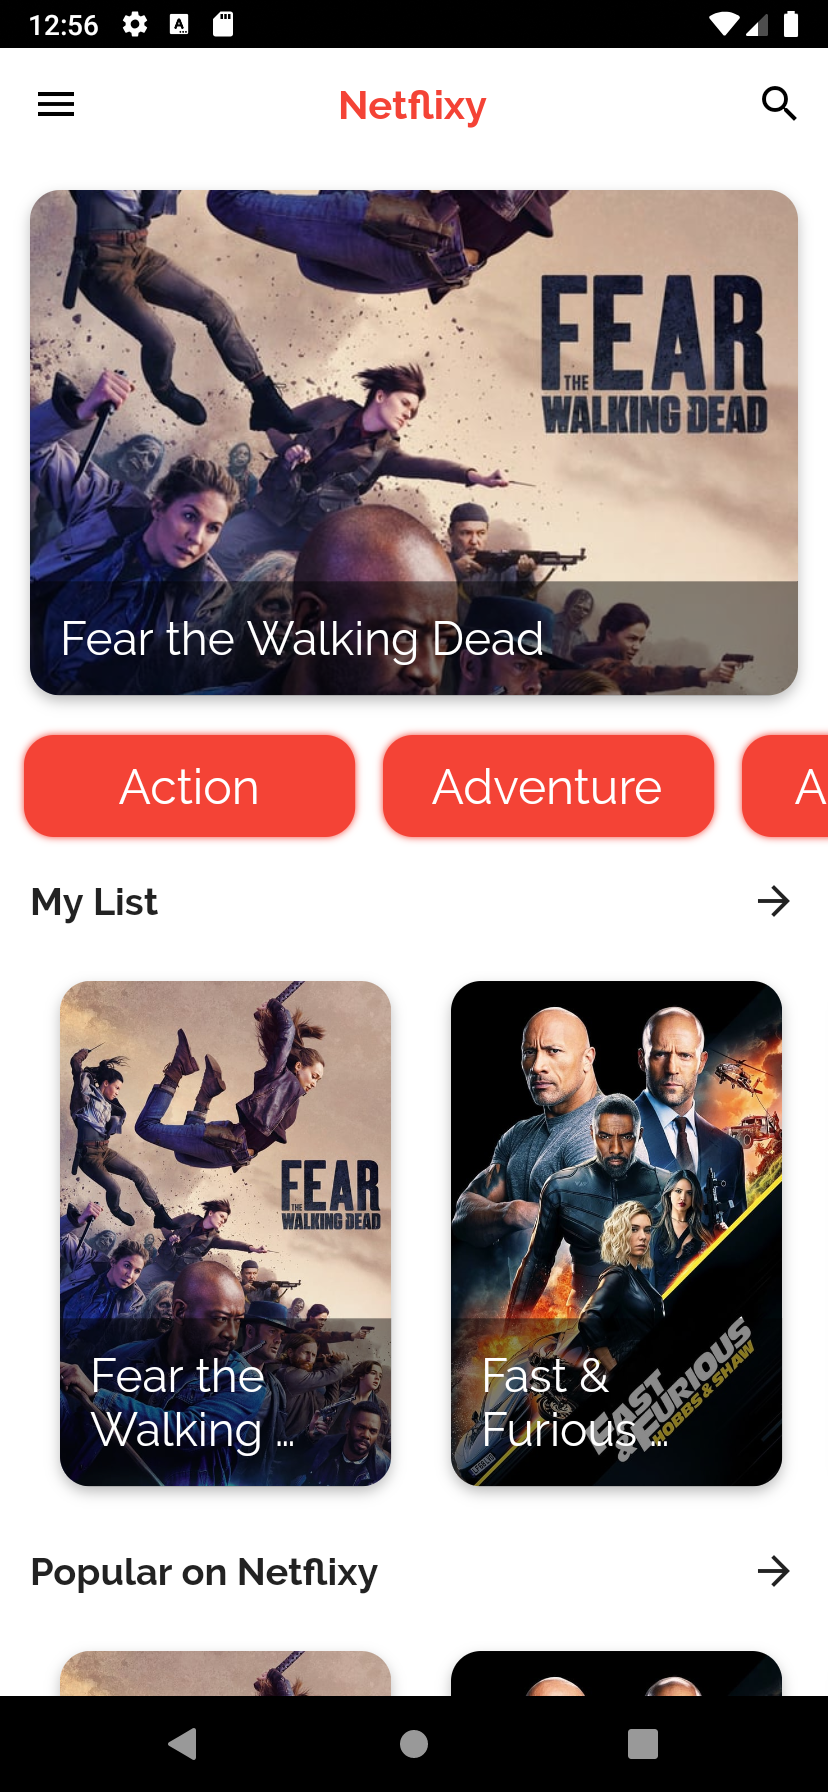 12:56
Netflixy
FEAR
THE
WALKING DEAD
Fear the Walking Dead
Action
Adventure
A
My List
FEAR
THE
WALKING DEAD
Fear the
Walking ...
FAST
& FURIOUS
HOBBS & SHAW
Fast &
Furious ...
Popular on Netflixy